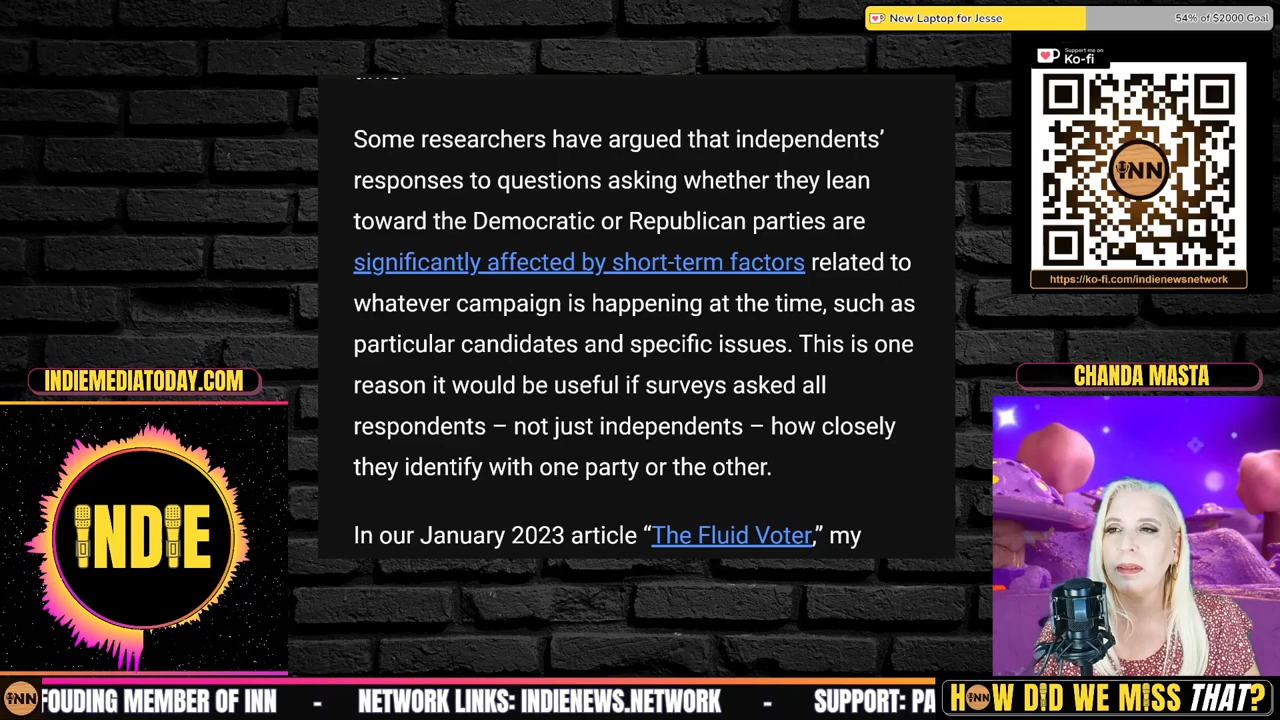 New Laptop for Jesse
54% of $2000 Goal
Support me on
Ko-fi
INN
https://ko-fi.com/indienewsnetwork
Some researchers have argued that independents’
responses to questions asking whether they lean
toward the Democratic or Republican parties are
significantly affected by short-term factors related to
whatever campaign is happening at the time, such as
particular candidates and specific issues. This is one
reason it would be useful if surveys asked all
respondents – not just independents – how closely
they identify with one party or the other.
In our January 2023 article “The Fluid Voter,” my
INDIEMEDIATODAY.COM
INDIE
CHANDA MASTA
INN
FOUDING MEMBER OF INN - NETWORK LINKS: INDIENEWS.NETWORK - SUPPORT: PA
HOW DID WE MISS THAT?